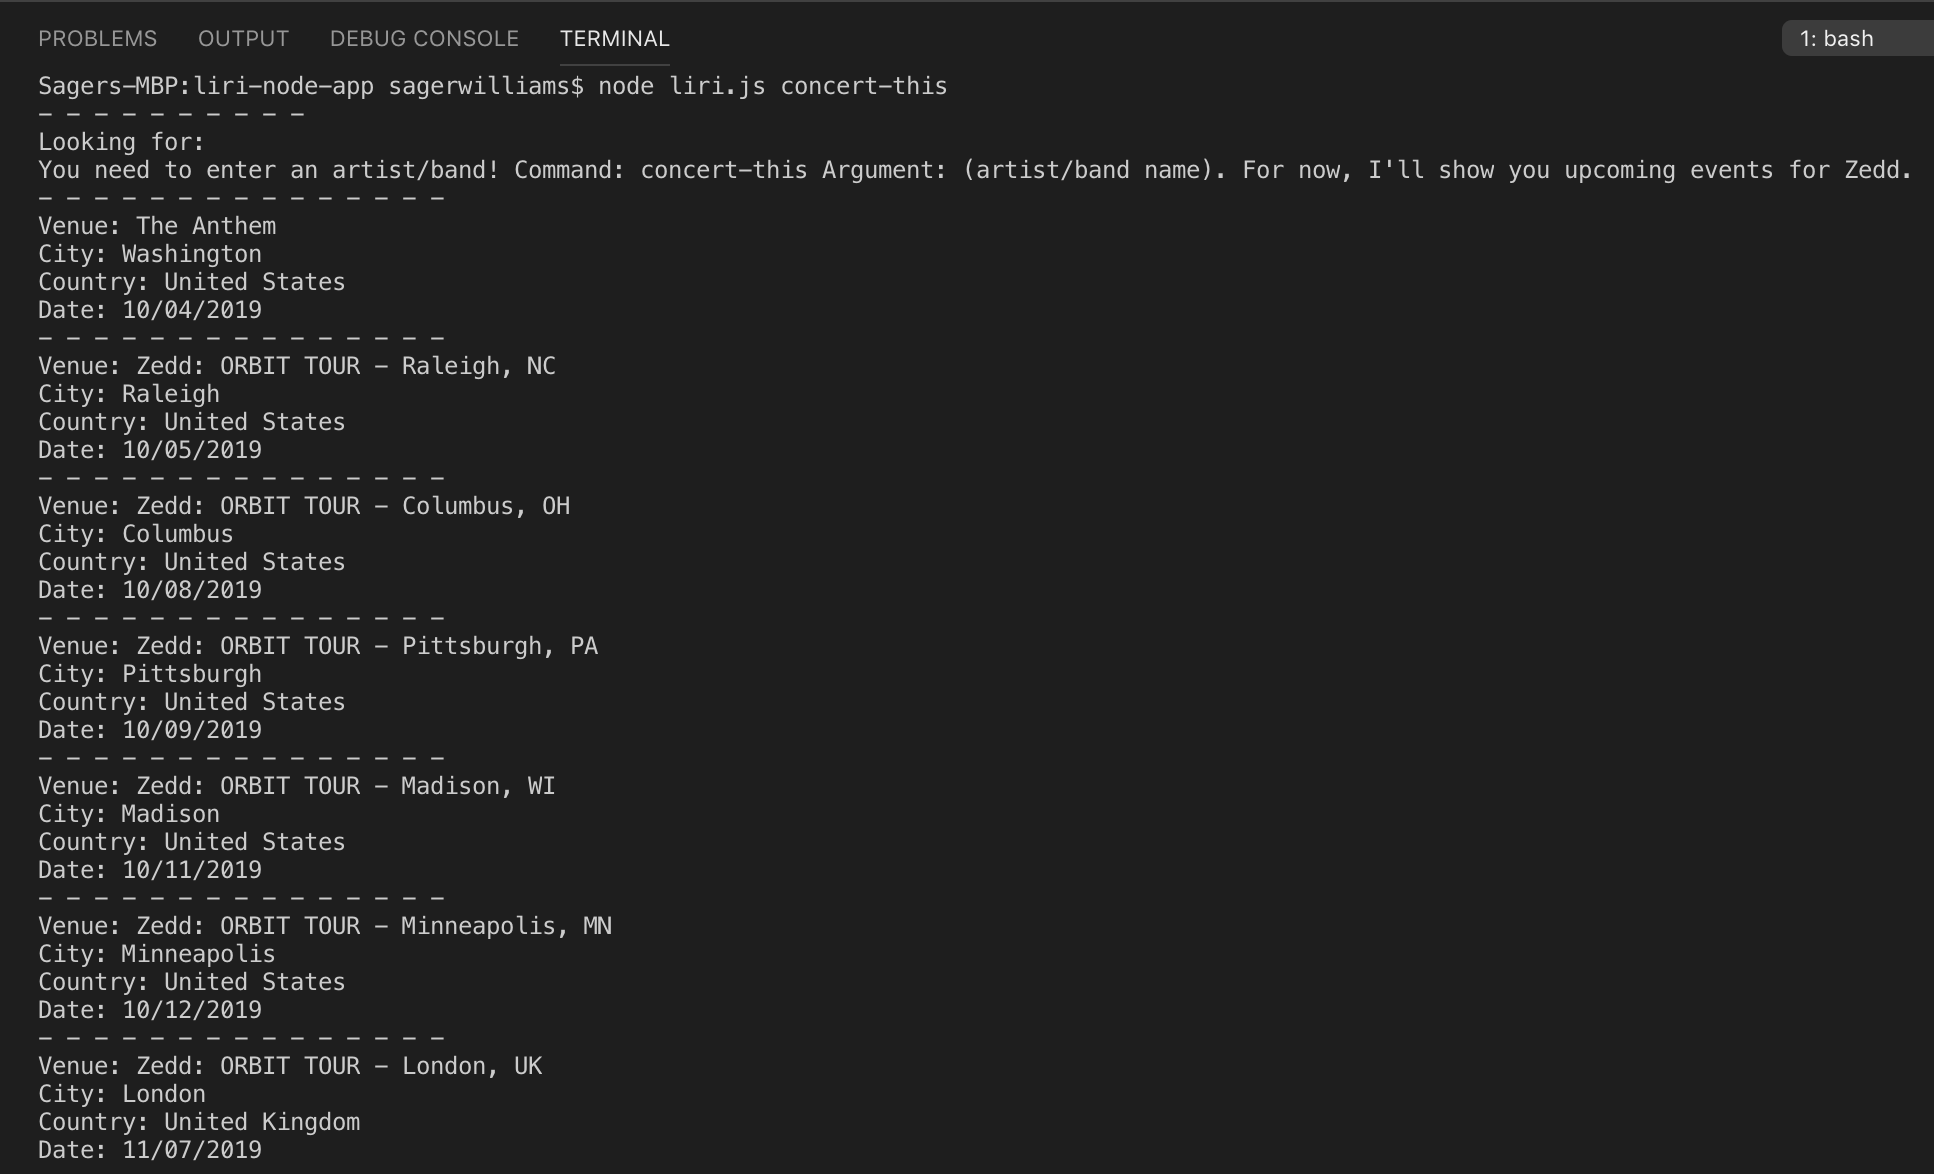 PROBLEMS OUTPUT DEBUG CONSOLE TERMINAL 1: bash
Sagers-MBP:liri-node-app sagerwilliams$ node liri.js concert-this
- - - - - - - - - -
Looking for:
You need to enter an artist/band! Command: concert-this Argument: (artist/band name). For now, I'll show you upcoming events for Zedd.
- - - - - - - - - - - - - - -
Venue: The Anthem
City: Washington
Country: United States
Date: 10/04/2019
- - - - - - - - - - - - - - -
Venue: Zedd: ORBIT TOUR - Raleigh, NC
City: Raleigh
Country: United States
Date: 10/05/2019
- - - - - - - - - - - - - - -
Venue: Zedd: ORBIT TOUR - Columbus, OH
City: Columbus
Country: United States
Date: 10/08/2019
- - - - - - - - - - - - - - -
Venue: Zedd: ORBIT TOUR - Pittsburgh, PA
City: Pittsburgh
Country: United States
Date: 10/09/2019
- - - - - - - - - - - - - - -
Venue: Zedd: ORBIT TOUR - Madison, WI
City: Madison
Country: United States
Date: 10/11/2019
- - - - - - - - - - - - - - -
Venue: Zedd: ORBIT TOUR - Minneapolis, MN
City: Minneapolis
Country: United States
Date: 10/12/2019
- - - - - - - - - - - - - - -
Venue: Zedd: ORBIT TOUR - London, UK
City: London
Country: United Kingdom
Date: 11/07/2019